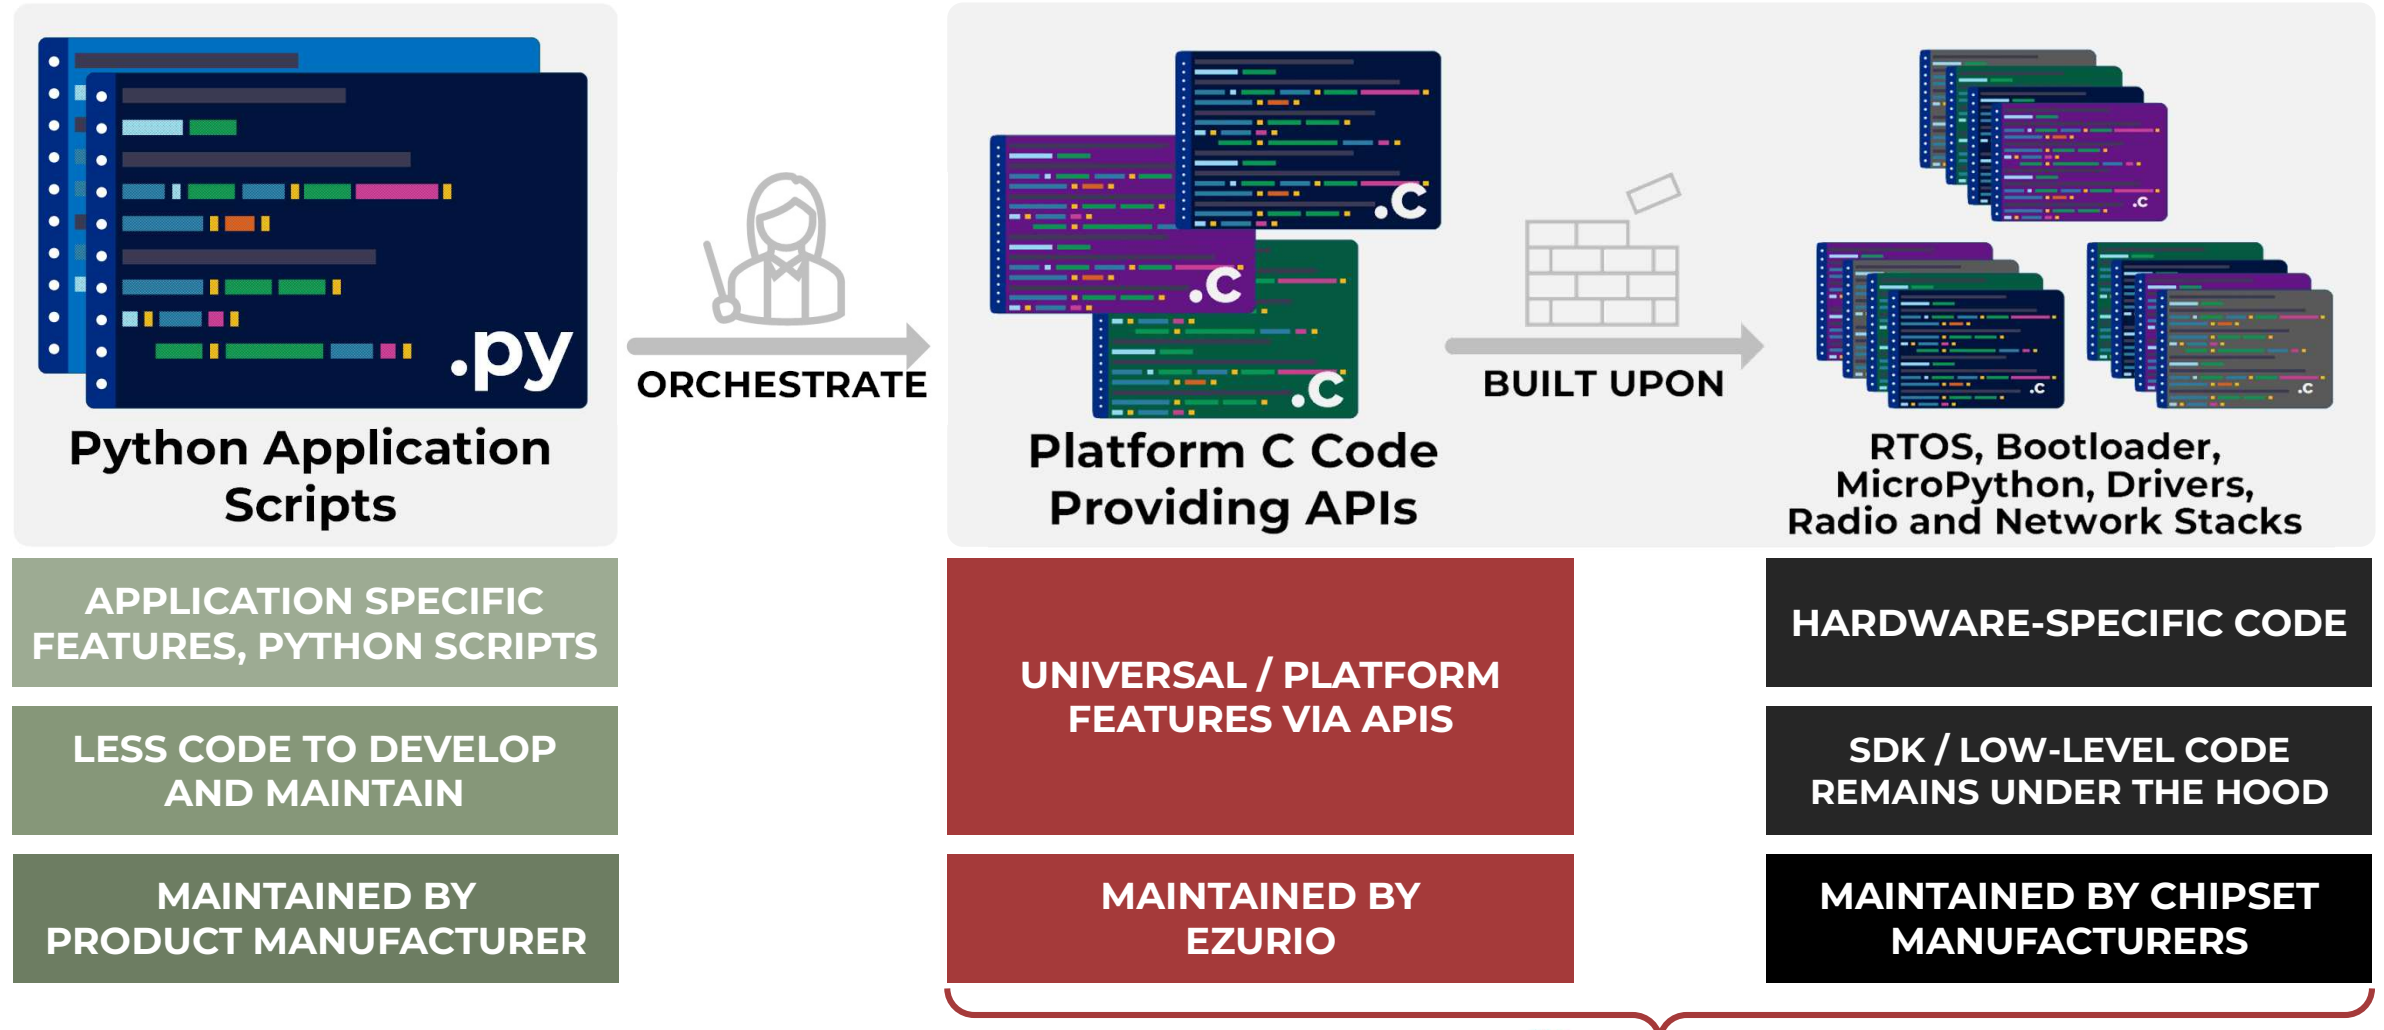 .py
Python Application
Scripts
ORCHESTRATE
.c
.c
.c
Platform C Code
Providing APIs
BUILT UPON
.c
.c
.c
RTOS, Bootloader,
MicroPython, Drivers,
Radio and Network Stacks
APPLICATION SPECIFIC
FEATURES, PYTHON SCRIPTS
LESS CODE TO DEVELOP
AND MAINTAIN
MAINTAINED BY
PRODUCT MANUFACTURER
UNIVERSAL / PLATFORM
FEATURES VIA APIS
MAINTAINED BY
EZURIO
HARDWARE-SPECIFIC CODE
SDK / LOW-LEVEL CODE
REMAINS UNDER THE HOOD
MAINTAINED BY CHIPSET
MANUFACTURERS